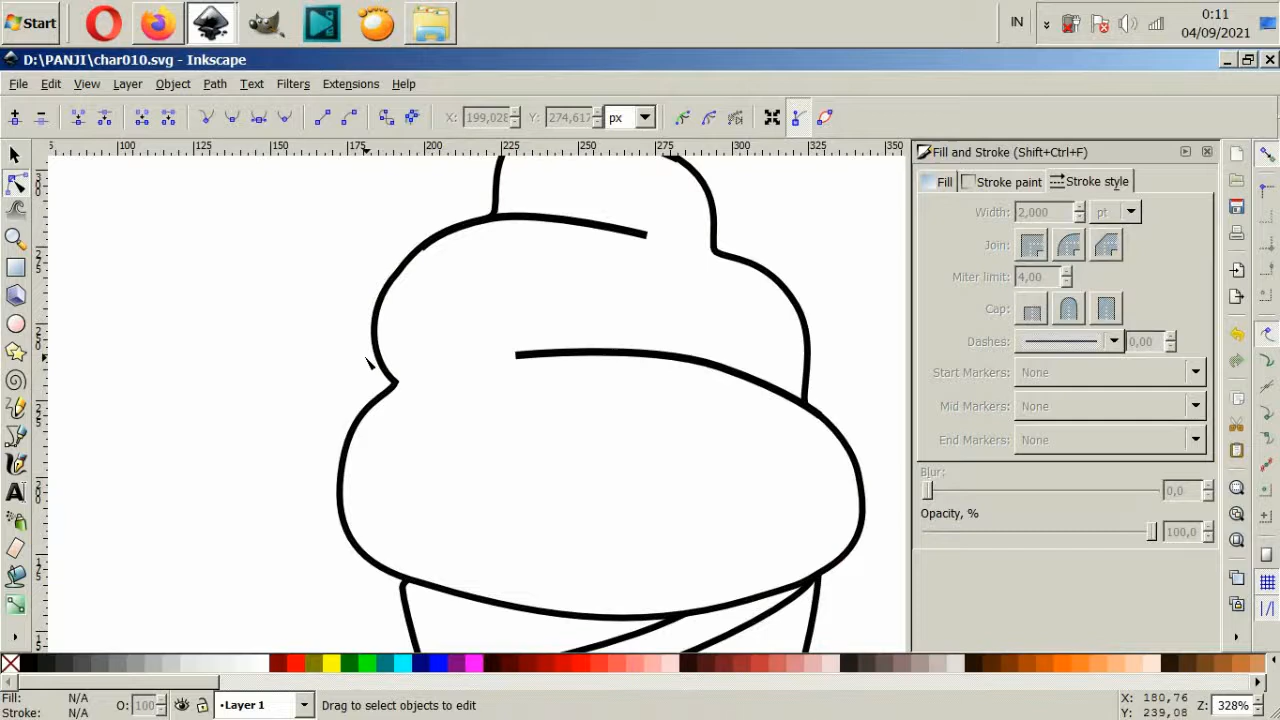 Start
IN
0:11
04/09/2021
D:\PANJI\char010.svg - Inkscape
File Edit View Layer Object Path Text Filters Extensions Help
X: 199,028 Y: 274,617 px
100 125 150 175 200 225 250 275 300 325 350
Fill and Stroke (Shift+Ctrl+F)
Fill Stroke paint Stroke style
Width: 2,000 pt
Join:
Miter limit: 4,00
Cap:
Dashes: 0,00
Start Markers: None
Mid Markers: None
End Markers: None
Blur:
0,0
Opacity, %
100,0
Fill: N/A
Stroke: N/A
O: 100
Layer 1
Drag to select objects to edit
X: 180,76
Y: 239,08
Z: 328%